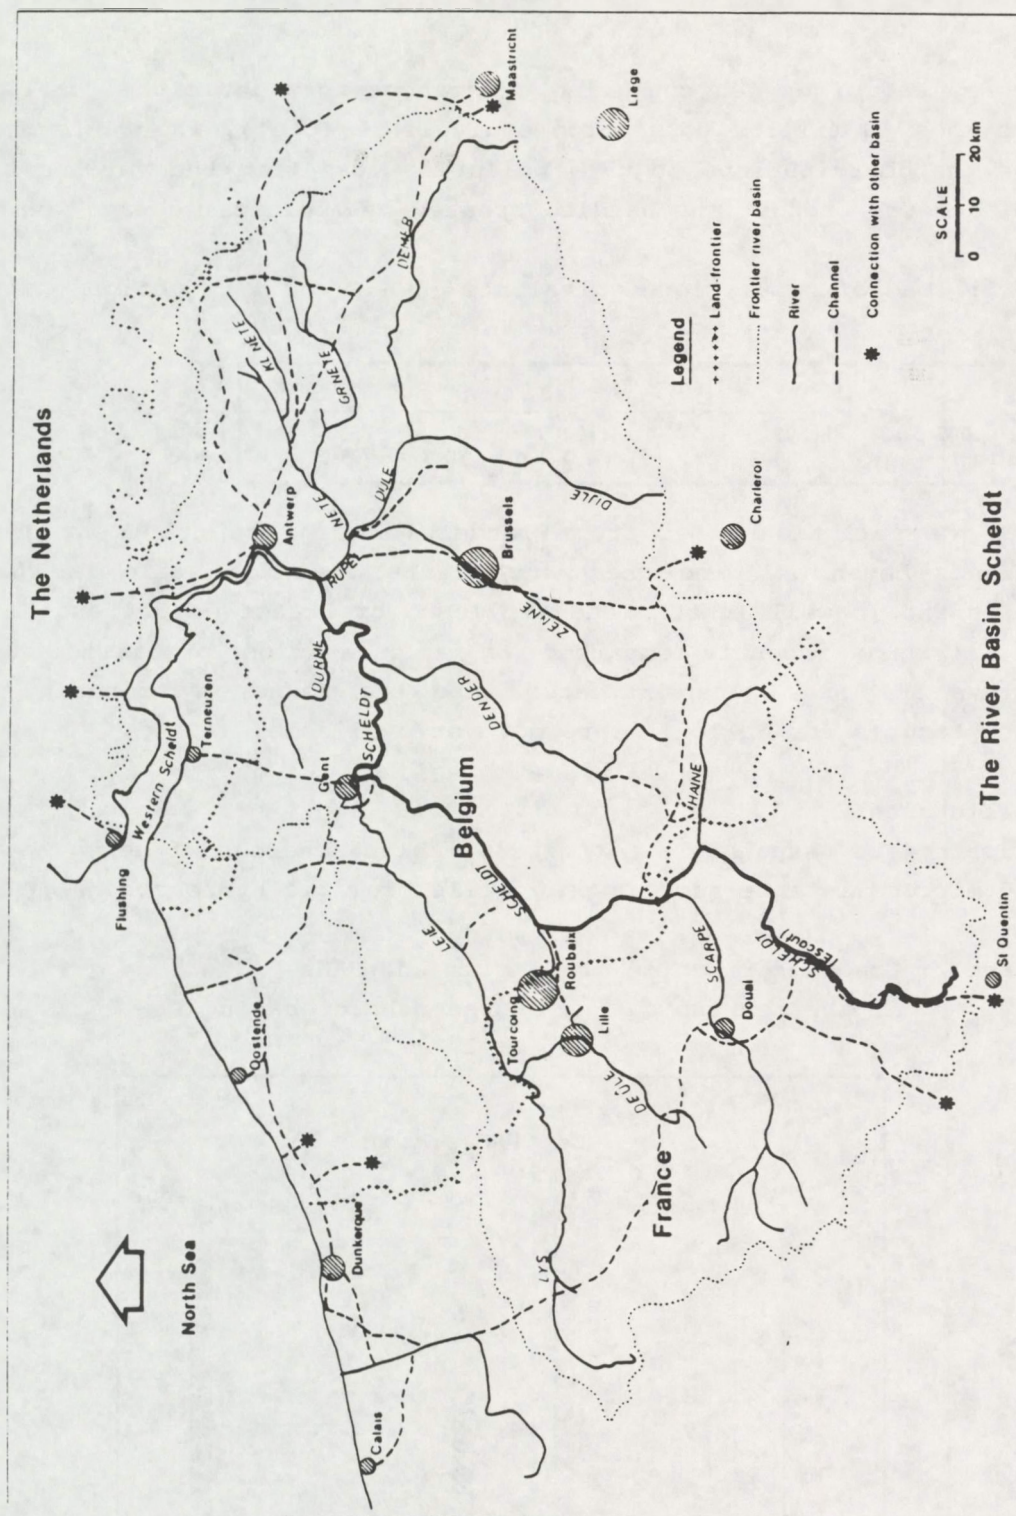 The Netherlands
North Sea
Flushing
Western Scheldt
Terneuzen
Antwerp
KL NETE
GR NETE
NETE
DIJLE
RUPEL
DEMER
Maastricht
Liege
DURME
SCHELDT
Gent
Oostende
Dunkerque
Calais
Belgium
Brussels
ZENNE
DIJLE
DENDER
LEIE
SCHELDT
Roubaix
Tourcoing
Lille
DEÛLE
LYS
France
SCARPE
Douai
HAINE
Charleroi
SCHELDT
(Escout)
St Quentin
Legend
Land-frontier
Frontier river basin
River
Channel
Connection with other basin
SCALE
0 10 20 km
The River Basin Scheldt